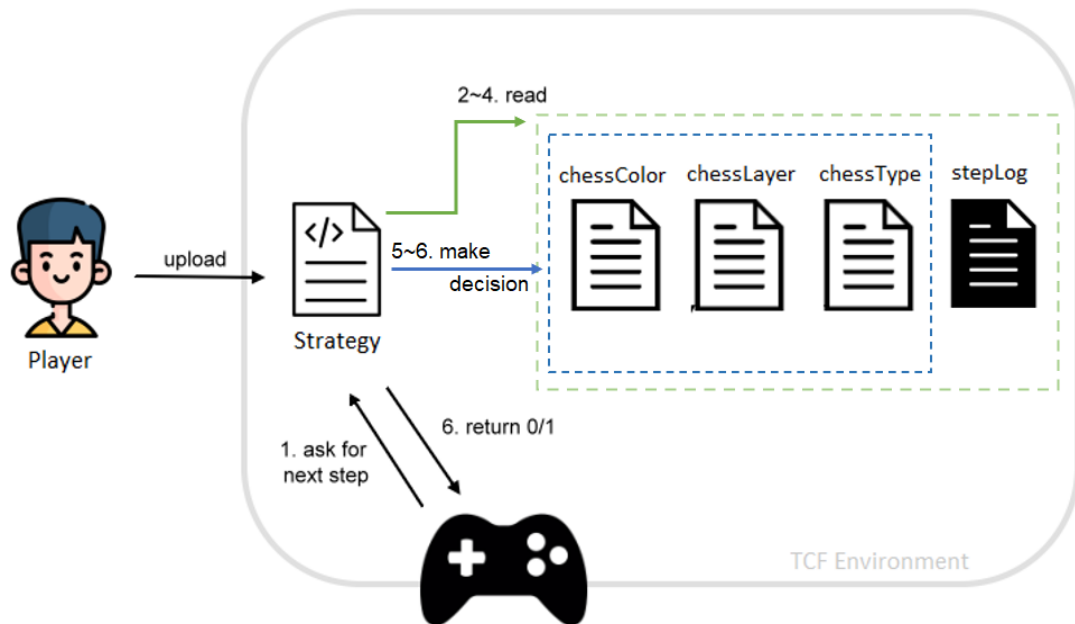 2~4. read
chessColor
chessLayer
chessType
stepLog
upload
</>
5~6. make
decision
Strategy
Player
1. ask for
next step
6. return 0/1
TCF Environment